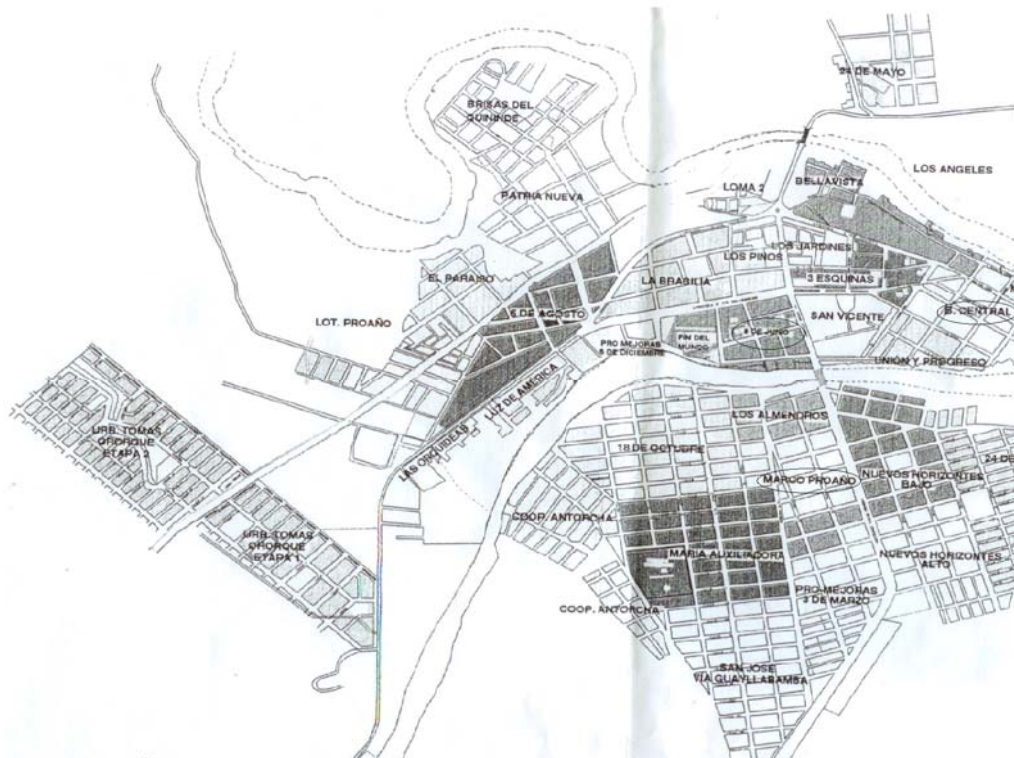 24 DE MAYO
BRISAS DEL
QUININDE
LOS ANGELES
BELLAVISTA
LOMA 2
PATRIA NUEVA
LOS JARDINES
LOS PINOS
EL PARAISO
LA BRASILIA
3 ESQUINAS
LOT. PROAÑO
6 DE AGOSTO
SAN VICENTE
B. CENTRAL
4 DE JUNO
FIN DEL
MUNDO
PRO MEJORAS
6 DE DICIEMBRE
UNION Y PROGRESO
LUZ DE AMERICA
LOS ALMENDROS
LAS ORQUIDEAS
URB. TOMAS
ORORQUE
ETAPA 2
18 DE OCTUBRE
24 DE
NUEVOS HORIZONTES
BAJO
MARCO PROAÑO
COOP. ANTORCHA
URB. TOMAS
ORORQUE
ETAPA 1
MARIA AUXILIADORA
NUEVOS HORIZONTES
ALTO
PRO-MEJORAS
3 DE MARZO
COOP. ANTORCHA
SAN JOSE
VIA GUAYLLABAMBA